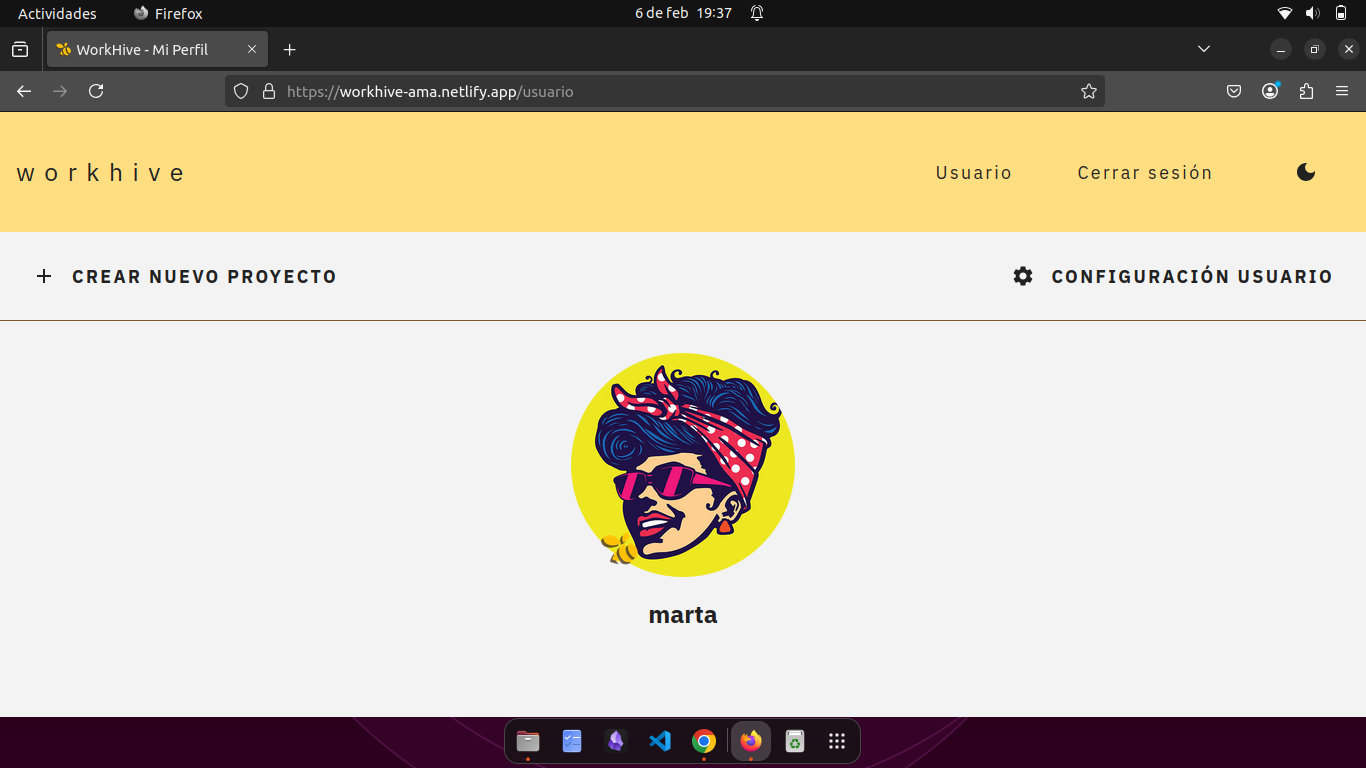 Actividades Firefox 6 de feb 19:37
WorkHive - Mi Perfil
https://workhive-ama.netlify.app/usuario
workhive Usuario Cerrar sesión
CREAR NUEVO PROYECTO CONFIGURACIÓN USUARIO
marta